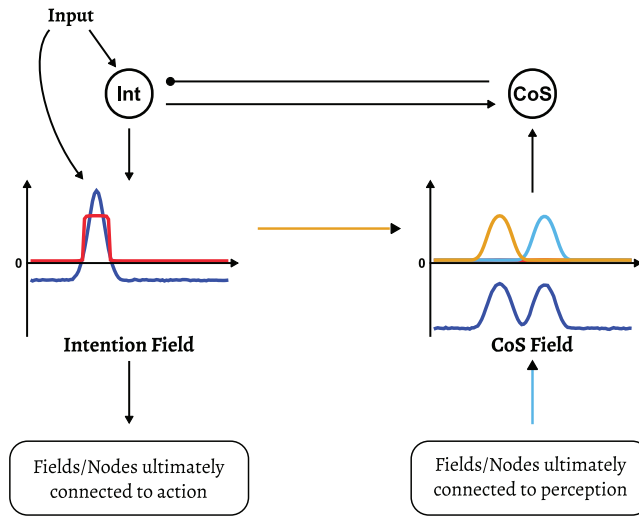 Input
Int
CoS
0
0
Intention Field
CoS Field
Fields/Nodes ultimately
connected to action
Fields/Nodes ultimately
connected to perception